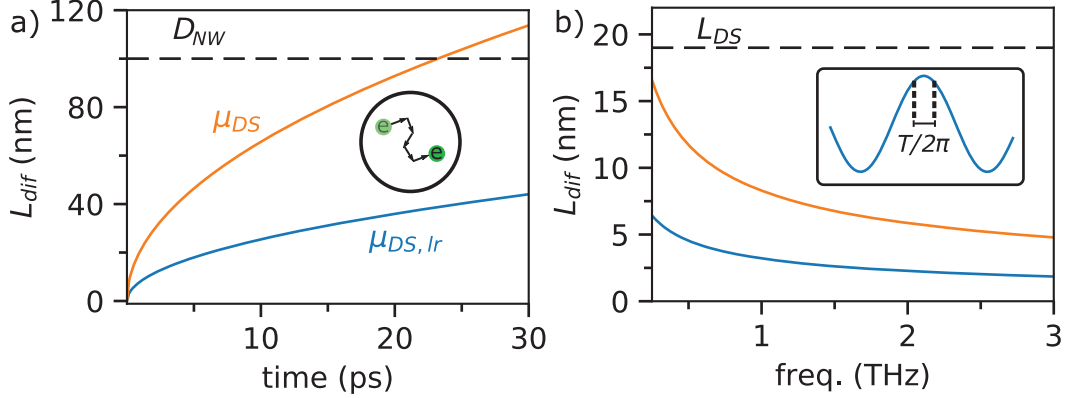 a)
L_dif (nm)
120
80
40
0
10
20
30
time (ps)
D_NW
μ_DS
μ_DS, lr
e
e
b)
L_dif (nm)
20
15
10
5
0
1
2
3
freq. (THz)
L_DS
T/2π